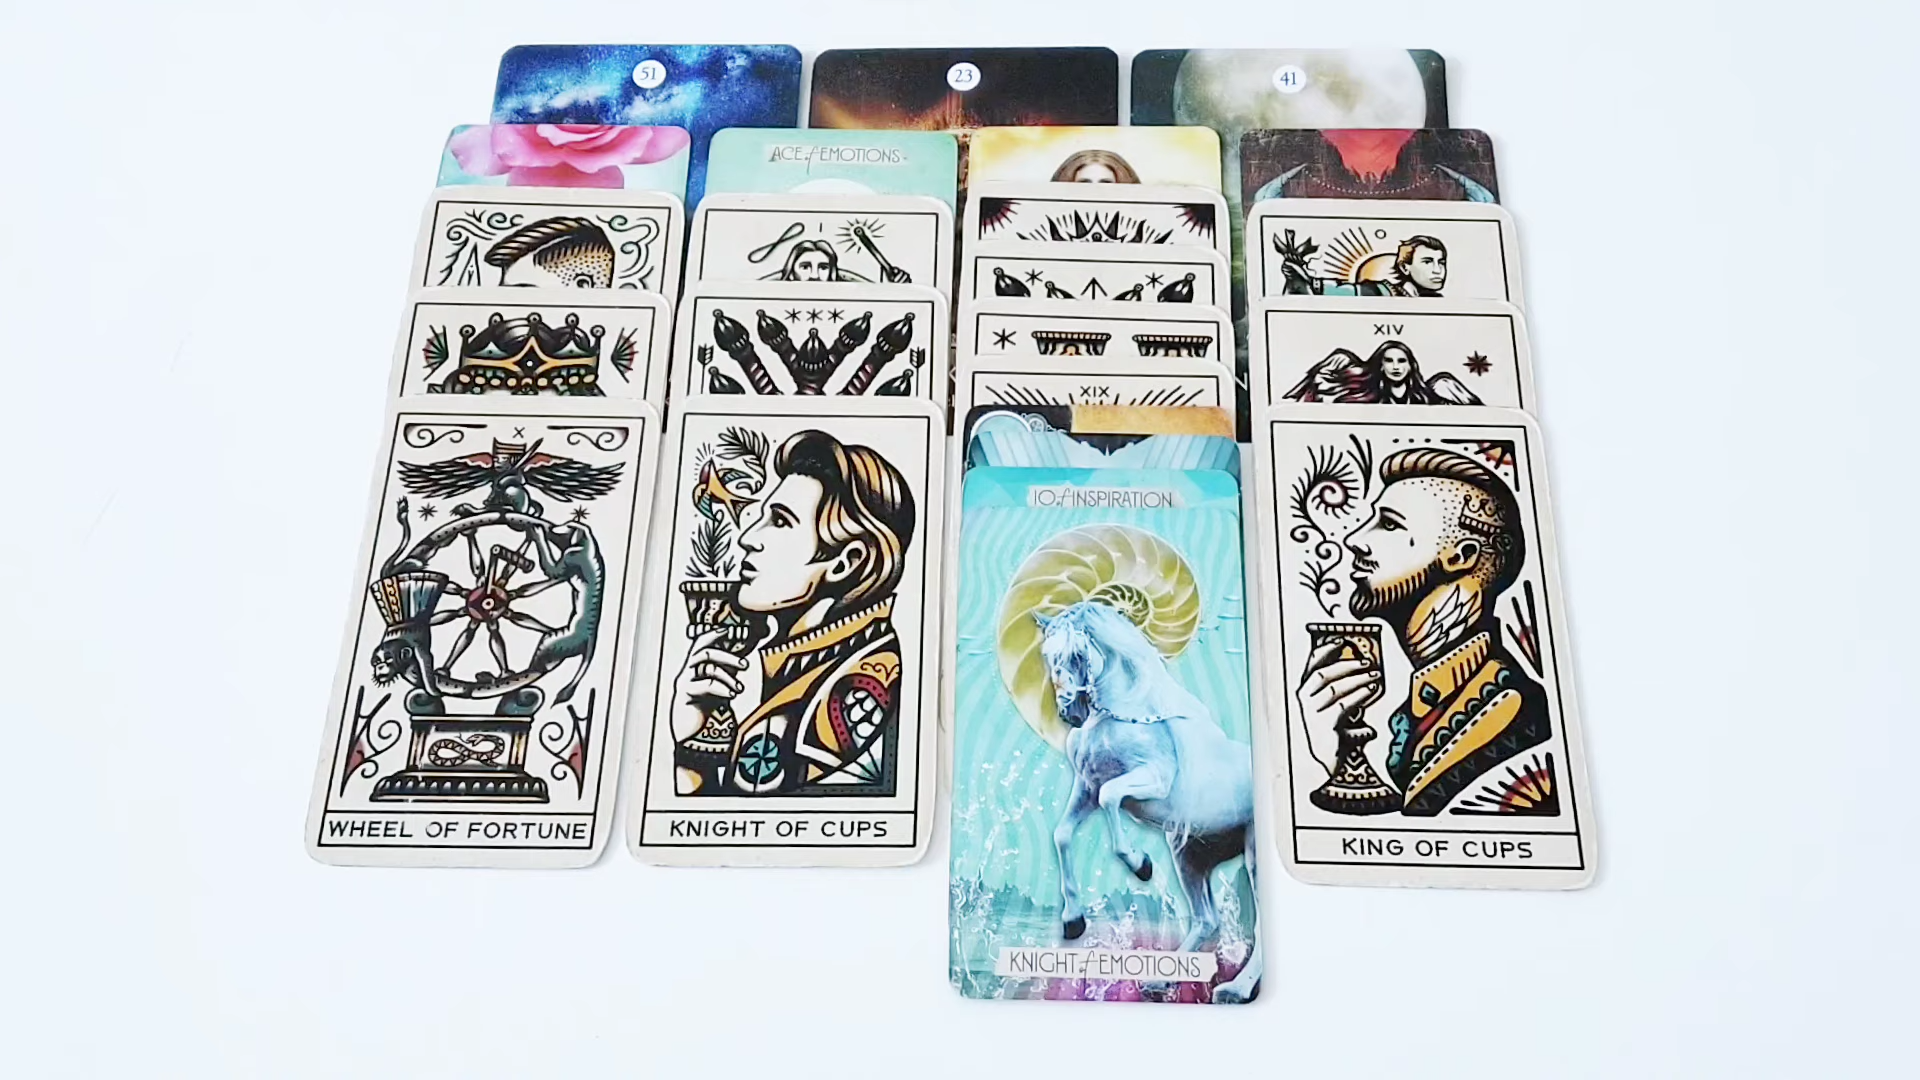 51
23
41
ACE of EMOTIONS
I
0
XIV
XIX
X
10 of INSPIRATION
WHEEL OF FORTUNE
KNIGHT OF CUPS
KING OF CUPS
KNIGHT of EMOTIONS